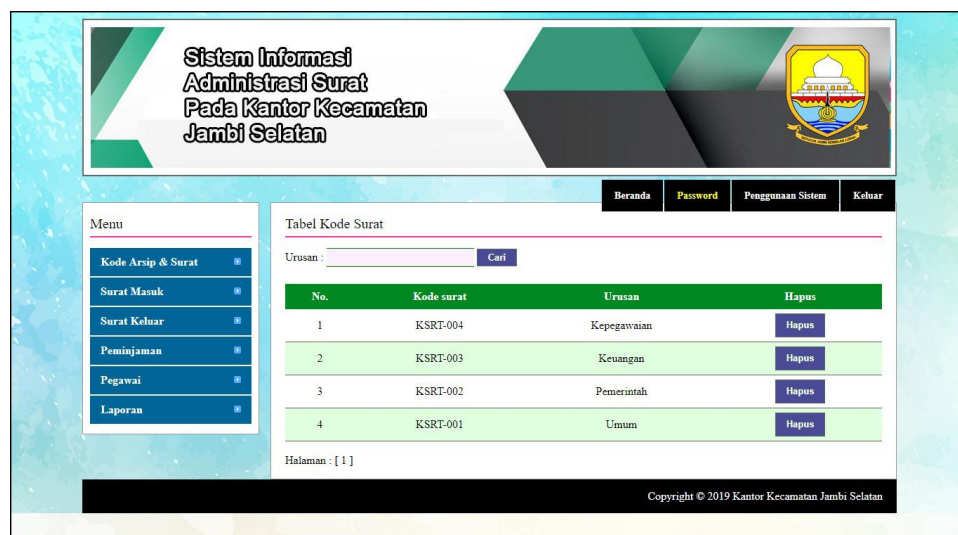 Sistem Informasi
Administrasi Surat
Pada Kantor Kecamatan
Jambi Selatan
Beranda Password Penggunaan Sistem Keluar
Menu
Kode Arsip & Surat
Surat Masuk
Surat Keluar
Peminjaman
Pegawai
Laporan
Tabel Kode Surat
Urusan : Cari
No. Kode surat Urusan Hapus
1 KSRT-004 Kepegawaian Hapus
2 KSRT-003 Keuangan Hapus
3 KSRT-002 Pemerintah Hapus
4 KSRT-001 Umum Hapus
Halaman : [ 1 ]
Copyright © 2019 Kantor Kecamatan Jambi Selatan